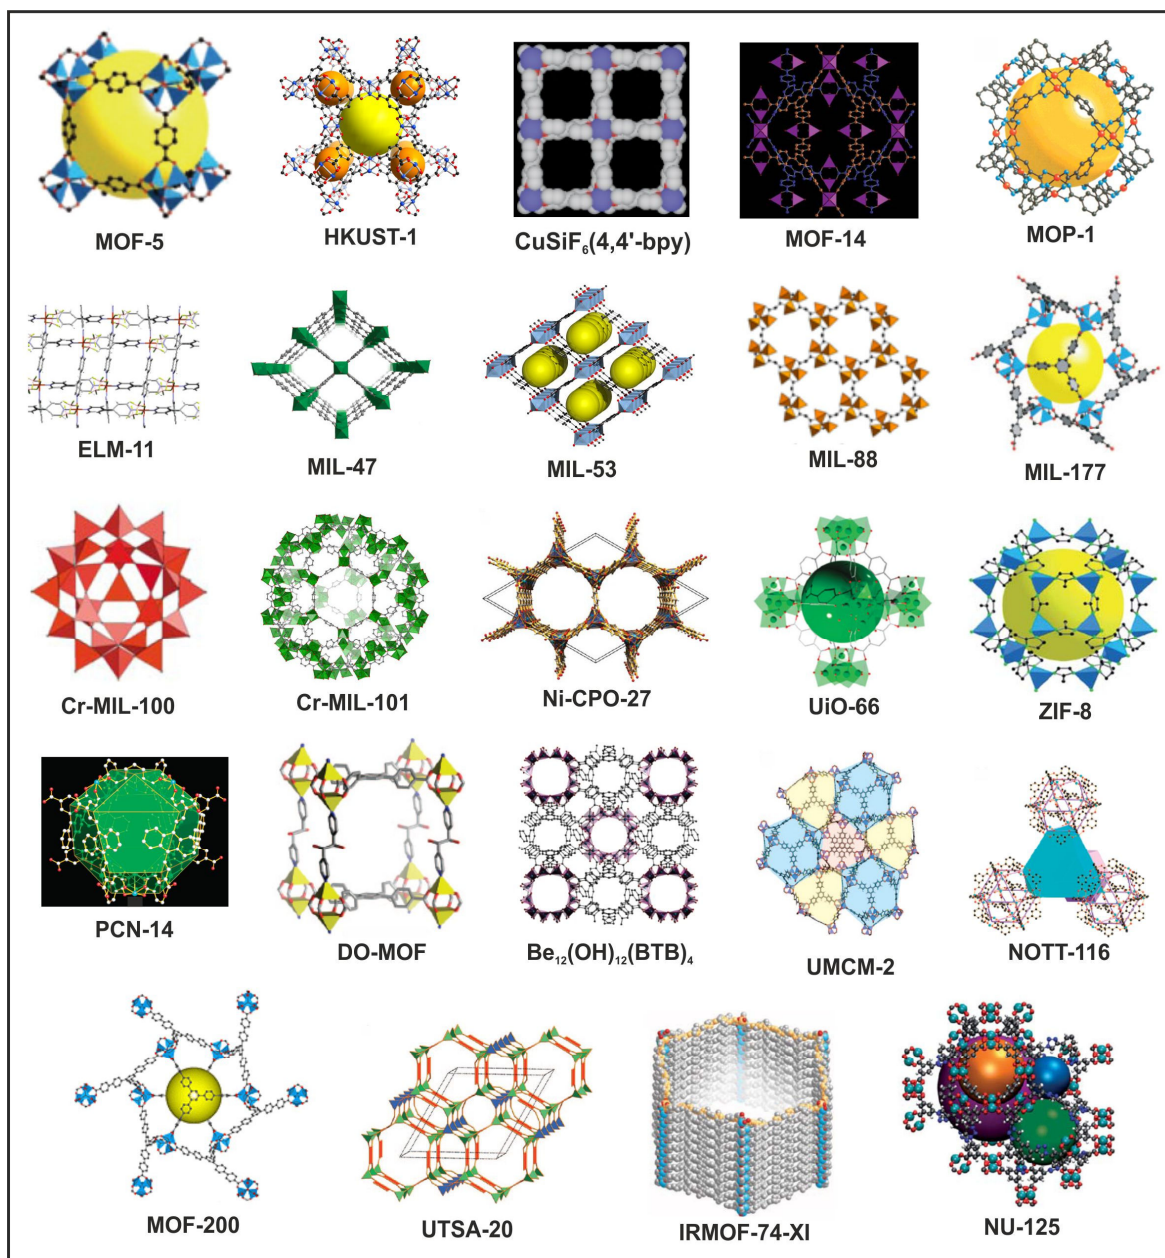 MOF-5
HKUST-1
CuSiF₆(4,4'-bpy)
MOF-14
MOP-1
ELM-11
MIL-47
MIL-53
MIL-88
MIL-177
Cr-MIL-100
Cr-MIL-101
Ni-CPO-27
UiO-66
ZIF-8
PCN-14
DO-MOF
Be₁₂(OH)₁₂(BTB)₄
UMCM-2
NOTT-116
MOF-200
UTSA-20
IRMOF-74-XI
NU-125